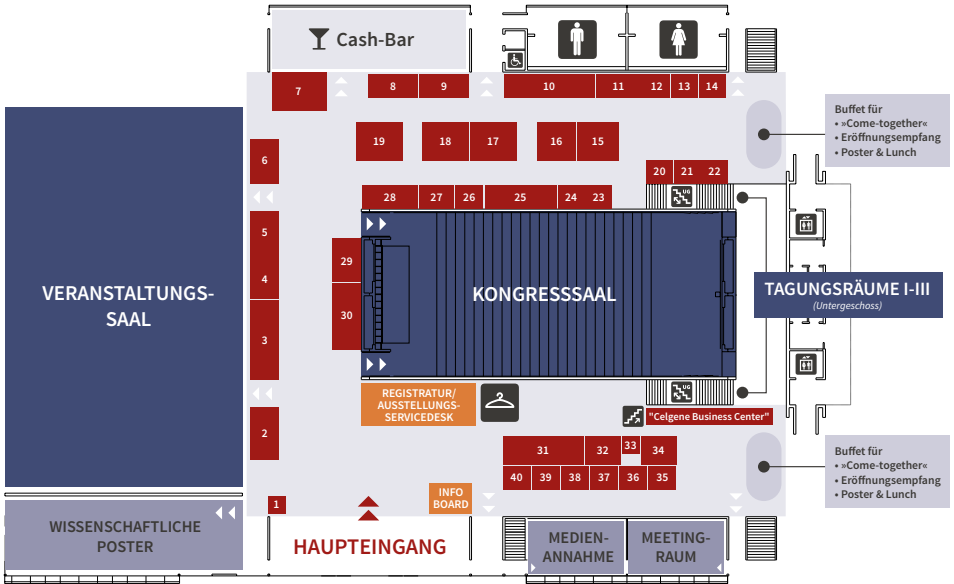 Cash-Bar
7
8
9
10
11
12
13
14
Buffet für
• »Come-together«
• Eröffnungsempfang
• Poster & Lunch
19
18
17
16
15
6
20
21
22
UG
28
27
26
25
24
23
5
4
3
29
30
VERANSTALTUNGS-
SAAL
KONGRESSSAAL
TAGUNGSRÄUME I-III
(Untergeschoss)
REGISTRATUR/
AUSSTELLUNGS-
SERVICEDESK
UG
"Celgene Business Center"
2
31
32
33
34
40
39
38
37
36
35
Buffet für
• »Come-together«
• Eröffnungsempfang
• Poster & Lunch
1
INFO
BOARD
WISSENSCHAFTLICHE
POSTER
HAUPTEINGANG
MEDIEN-
ANNAHME
MEETING-
RAUM